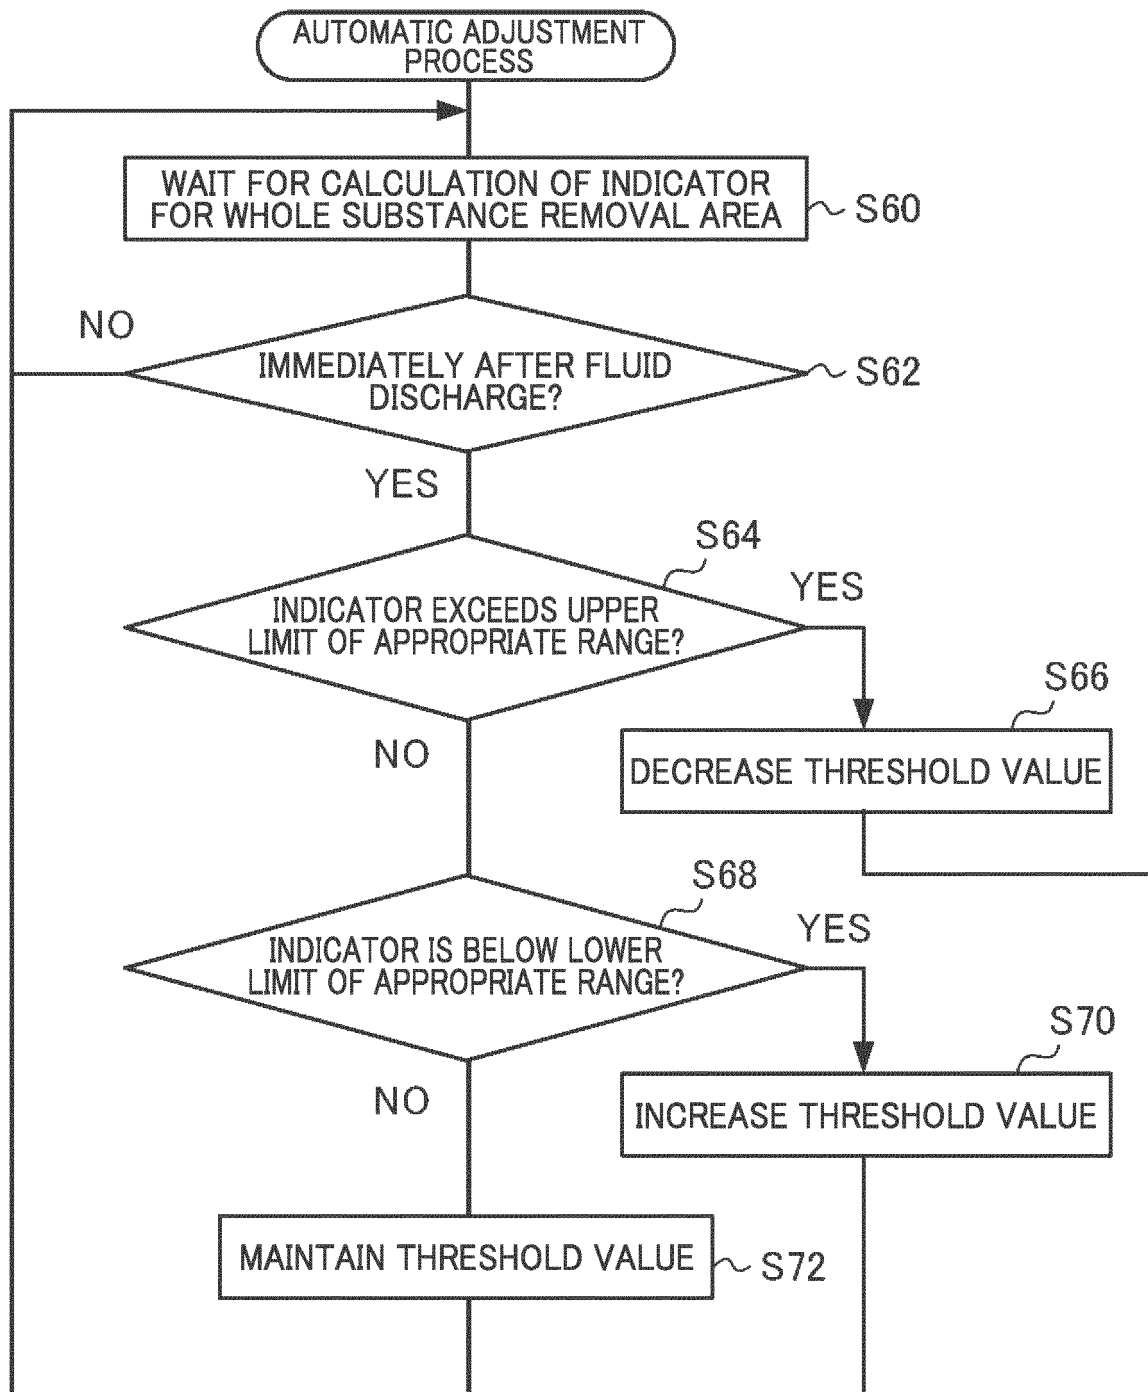 AUTOMATIC ADJUSTMENT
PROCESS
WAIT FOR CALCULATION OF INDICATOR
FOR WHOLE SUBSTANCE REMOVAL AREA
S60
NO
IMMEDIATELY AFTER FLUID
DISCHARGE?
S62
YES
S64
YES
INDICATOR EXCEEDS UPPER
LIMIT OF APPROPRIATE RANGE?
S66
NO
DECREASE THRESHOLD VALUE
S68
YES
INDICATOR IS BELOW LOWER
LIMIT OF APPROPRIATE RANGE?
S70
NO
INCREASE THRESHOLD VALUE
MAINTAIN THRESHOLD VALUE
S72